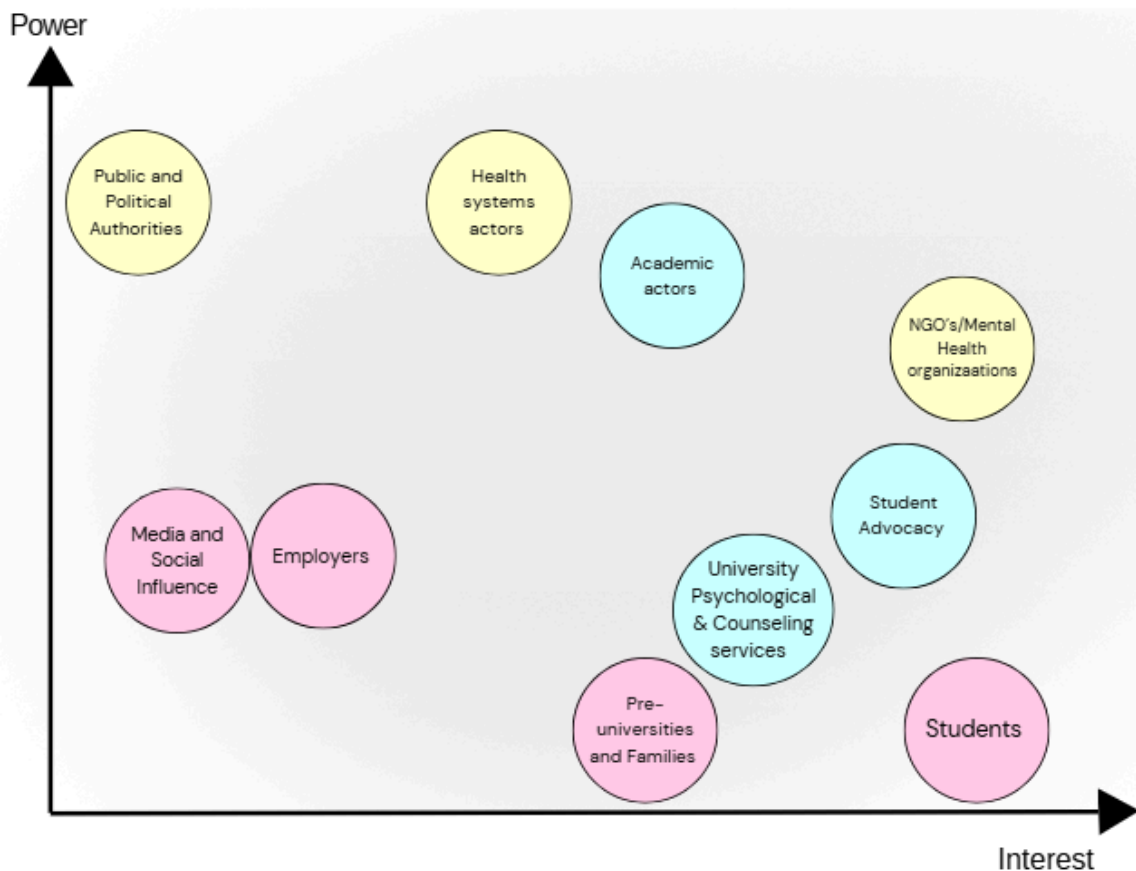 Power
Public and
Political
Authorities
Health
systems
actors
Academic
actors
NGO's/Mental
Health
organizaations
Media and
Social
Influence
Employers
Student
Advocacy
University
Psychological
& Counseling
services
Pre-
universities
and Families
Students
Interest